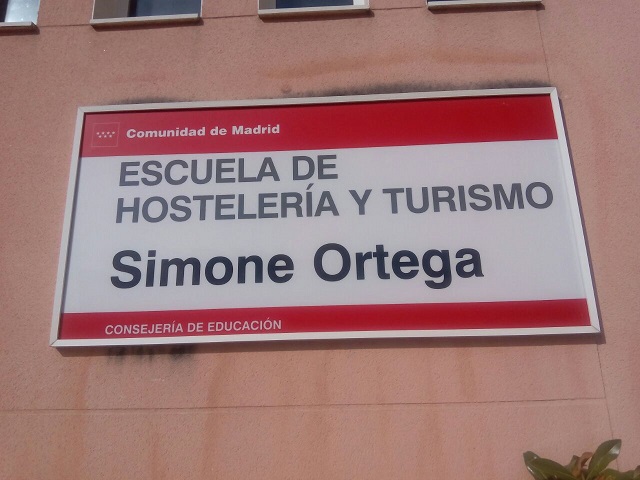 Comunidad de Madrid
ESCUELA DE
HOSTELERÍA Y TURISMO
Simone Ortega
CONSEJERÍA DE EDUCACIÓN